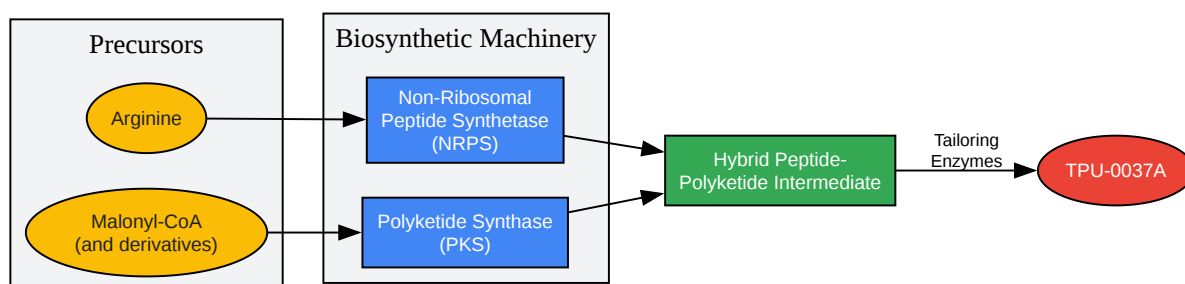 Precursors
Arginine
Malonyl-CoA
(and derivatives)
Biosynthetic Machinery
Non-Ribosomal
Peptide Synthetase
(NRPS)
Polyketide Synthase
(PKS)
Hybrid Peptide-
Polyketide Intermediate
Tailoring
Enzymes
TPU-0037A